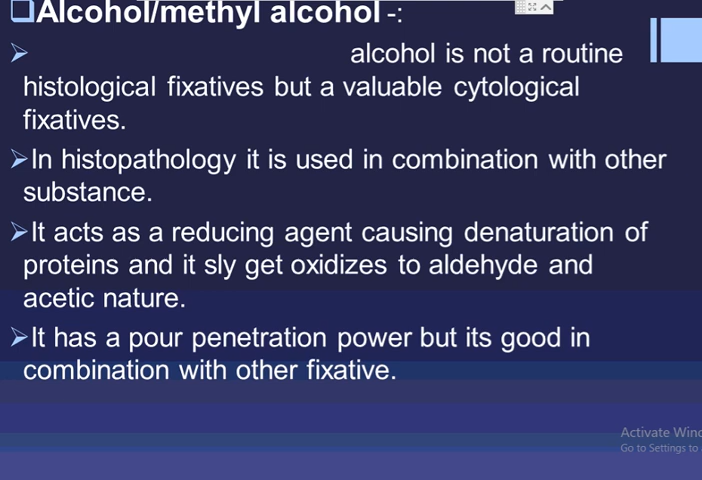 ❑Alcohol/methyl alcohol -:
➢ alcohol is not a routine
histological fixatives but a valuable cytological
fixatives.
➢In histopathology it is used in combination with other
substance.
➢It acts as a reducing agent causing denaturation of
proteins and it sly get oxidizes to aldehyde and
acetic nature.
➢It has a pour penetration power but its good in
combination with other fixative.
Activate Winc
Go to Settings to